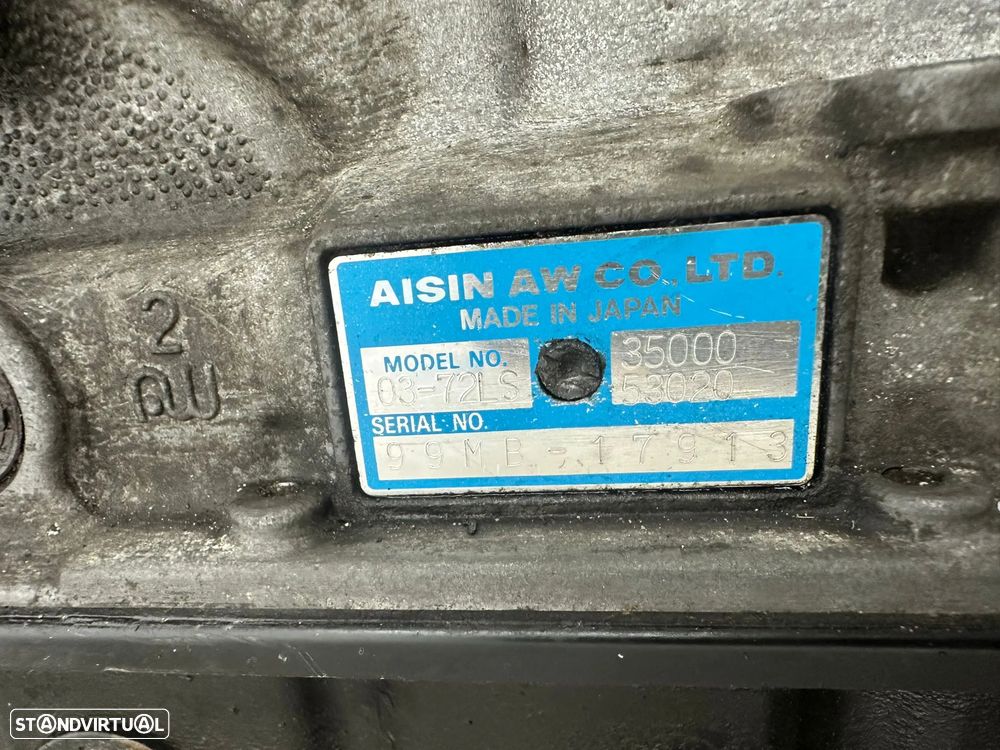 AISIN AW CO., LTD.
MADE IN JAPAN
MODEL NO.
35000
03-72LS
53020
SERIAL NO.
99MB-17913
2
AW
STANDVIRTUAL